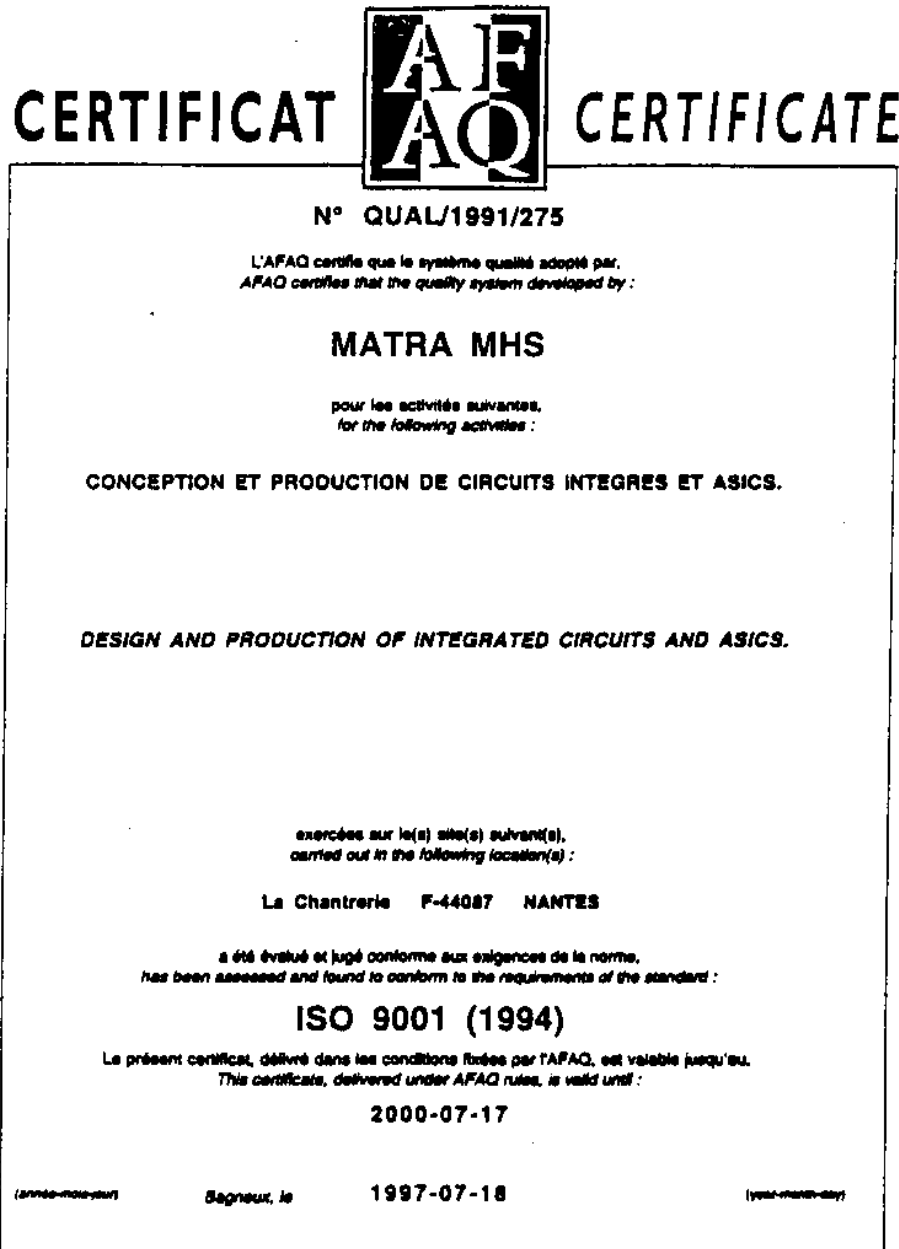 CERTIFICAT AF AQ CERTIFICATE
N° QUAL/1991/275
L'AFAQ certifie que le système qualité adopté par,
AFAQ certifies that the quality system developed by :
MATRA MHS
pour les activités suivantes,
for the following activities :
CONCEPTION ET PRODUCTION DE CIRCUITS INTEGRES ET ASICS.
DESIGN AND PRODUCTION OF INTEGRATED CIRCUITS AND ASICS.
exercées sur le(s) site(s) suivant(s),
carried out in the following location(s) :
La Chantrerie F-44087 NANTES
a été évalué et jugé conforme aux exigences de la norme,
has been assessed and found to conform to the requirements of the standard :
ISO 9001 (1994)
Le présent certificat, délivré dans les conditions fixées par l'AFAQ, est valable jusqu'au,
This certificate, delivered under AFAQ rules, is valid until :
2000-07-17
(année-mois-jour) Bagneux, le 1997-07-18 (year-month-day)